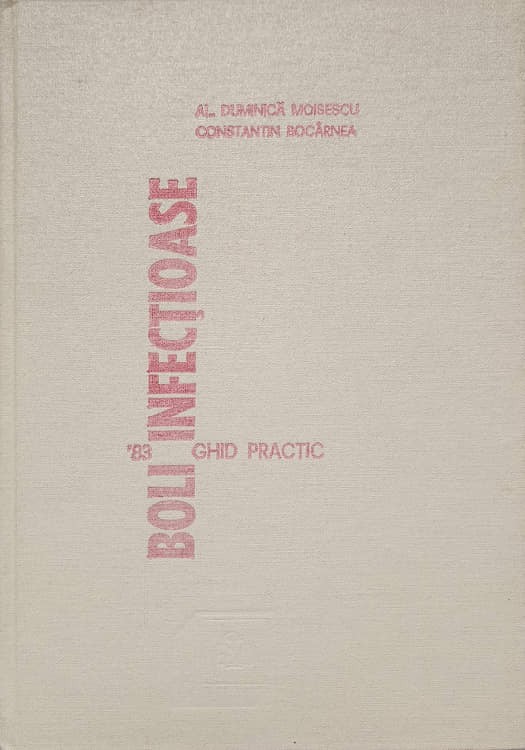 AL. DUMINICĂ MOISESCU
CONSTANTIN BOCÂRNEA
BOLI INFECȚIOASE
'83 GHID PRACTIC